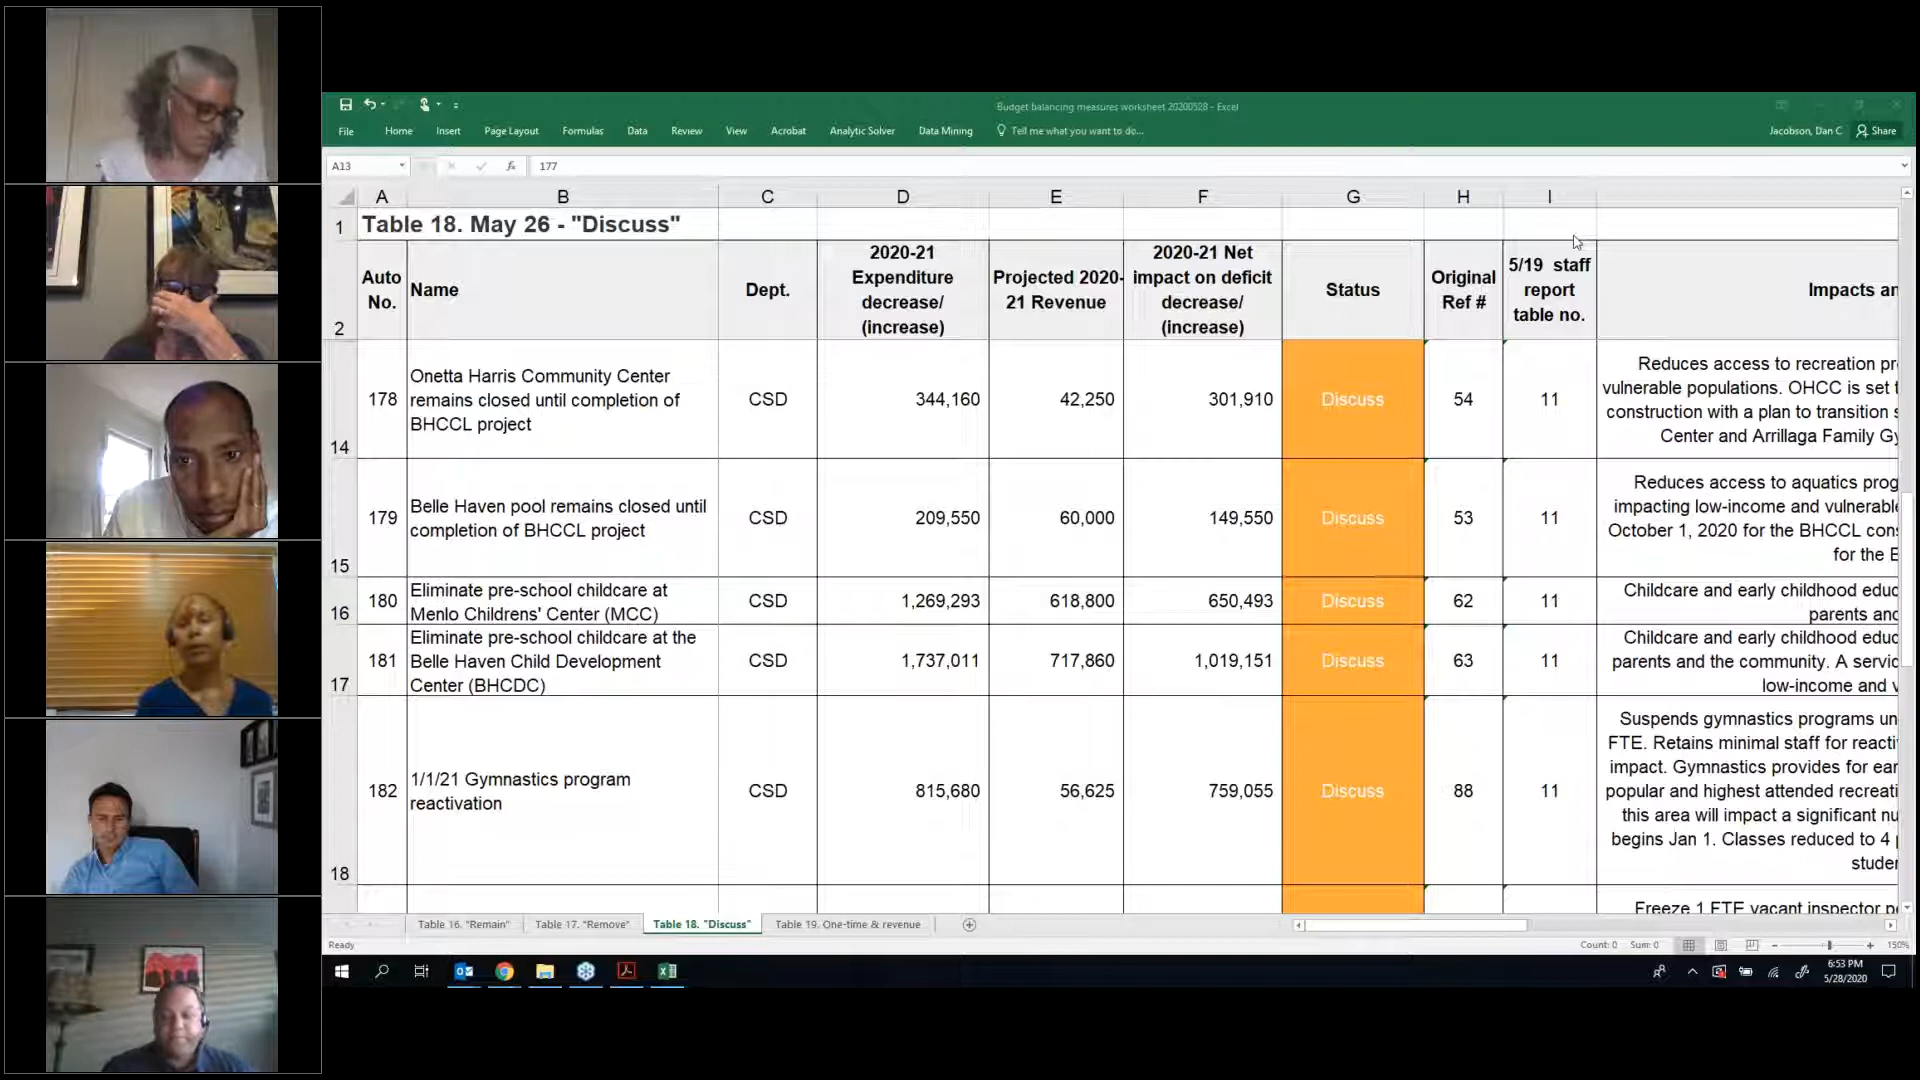 Budget balancing measures worksheet 20200528 - Excel
File Home Insert Page Layout Formulas Data Review View Acrobat Analytic Solver Data Mining Tell me what you want to do... Jacobson, Dan C Share
A13 fx 177
A B C D E F G H I
1 Table 18. May 26 - "Discuss"
2
Auto No.
Name
Dept.
2020-21
Expenditure
decrease/
(increase)
Projected 2020-
21 Revenue
2020-21 Net
impact on deficit
decrease/
(increase)
Status
Original
Ref #
5/19 staff
report
table no.
Impacts an
14
178
Onetta Harris Community Center
remains closed until completion of
BHCCL project
CSD 344,160 42,250 301,910 Discuss 54 11
Reduces access to recreation pr
vulnerable populations. OHCC is set t
construction with a plan to transition s
Center and Arrillaga Family Gy
15
179
Belle Haven pool remains closed until
completion of BHCCL project
CSD 209,550 60,000 149,550 Discuss 53 11
Reduces access to aquatics prog
impacting low-income and vulnerable
October 1, 2020 for the BHCCL cons
for the B
16
180
Eliminate pre-school childcare at
Menlo Childrens' Center (MCC)
CSD 1,269,293 618,800 650,493 Discuss 62 11
Childcare and early childhood educ
parents and
17
181
Eliminate pre-school childcare at the
Belle Haven Child Development
Center (BHCDC)
CSD 1,737,011 717,860 1,019,151 Discuss 63 11
Childcare and early childhood educ
parents and the community. A servic
low-income and v
18
182
1/1/21 Gymnastics program
reactivation
CSD 815,680 56,625 759,055 Discuss 88 11
Suspends gymnastics programs un
FTE. Retains minimal staff for reacti
impact. Gymnastics provides for ear
popular and highest attended recreati
this area will impact a significant nu
begins Jan 1. Classes reduced to 4 p
studen
Freeze 1 FTE vacant inspector po
Table 16. "Remain" Table 17. "Remove" Table 18. "Discuss" Table 19. One-time & revenue
Ready Count: 0 Sum: 0 150%
6:53 PM
5/28/2020